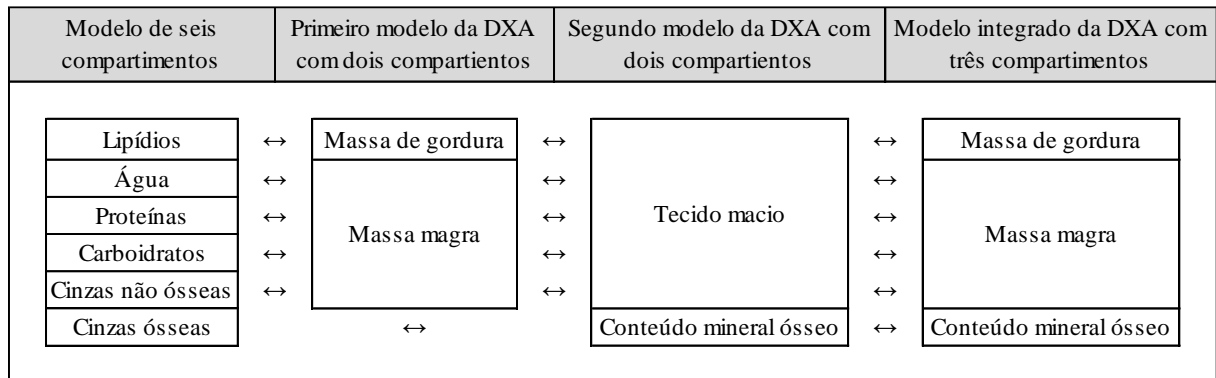 Modelo de seis compartimentos
Primeiro modelo da DXA com dois compartientos
Segundo modelo da DXA com dois compartientos
Modelo integrado da DXA com três compartimentos
Lipídios ↔ Massa de gordura ↔ ↔ Massa de gordura
Água ↔ ↔ ↔
Proteínas ↔ Massa magra ↔ Tecido macio ↔ Massa magra
Carboidratos ↔ ↔ ↔
Cinzas não ósseas ↔ ↔ ↔
Cinzas ósseas ↔ Conteúdo mineral ósseo ↔ Conteúdo mineral ósseo